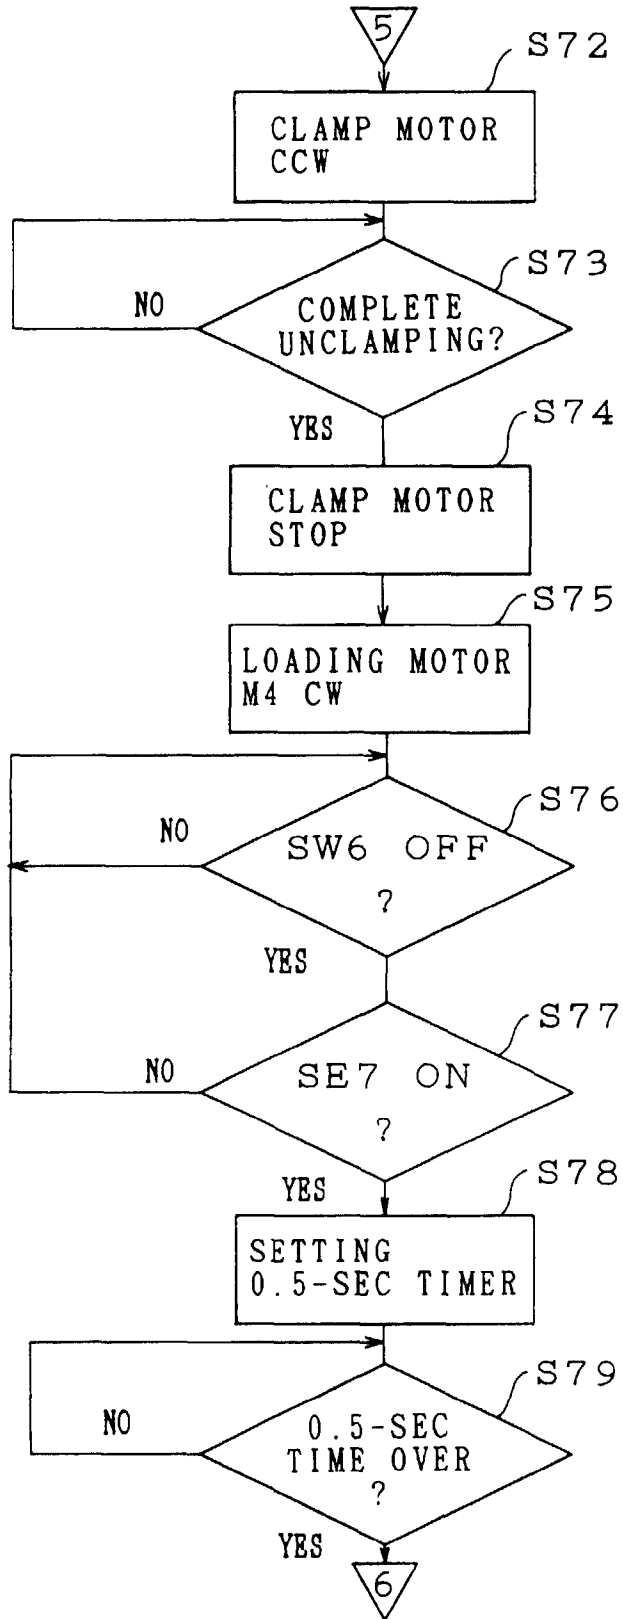 5
S72
CLAMP MOTOR
CCW
S73
COMPLETE
UNCLAMPING?
NO
YES
S74
CLAMP MOTOR
STOP
S75
LOADING MOTOR
M4 CW
S76
SW6 OFF
?
NO
YES
S77
SE7 ON
?
NO
YES
S78
SETTING
0.5-SEC TIMER
S79
0.5-SEC
TIME OVER
?
NO
YES
6